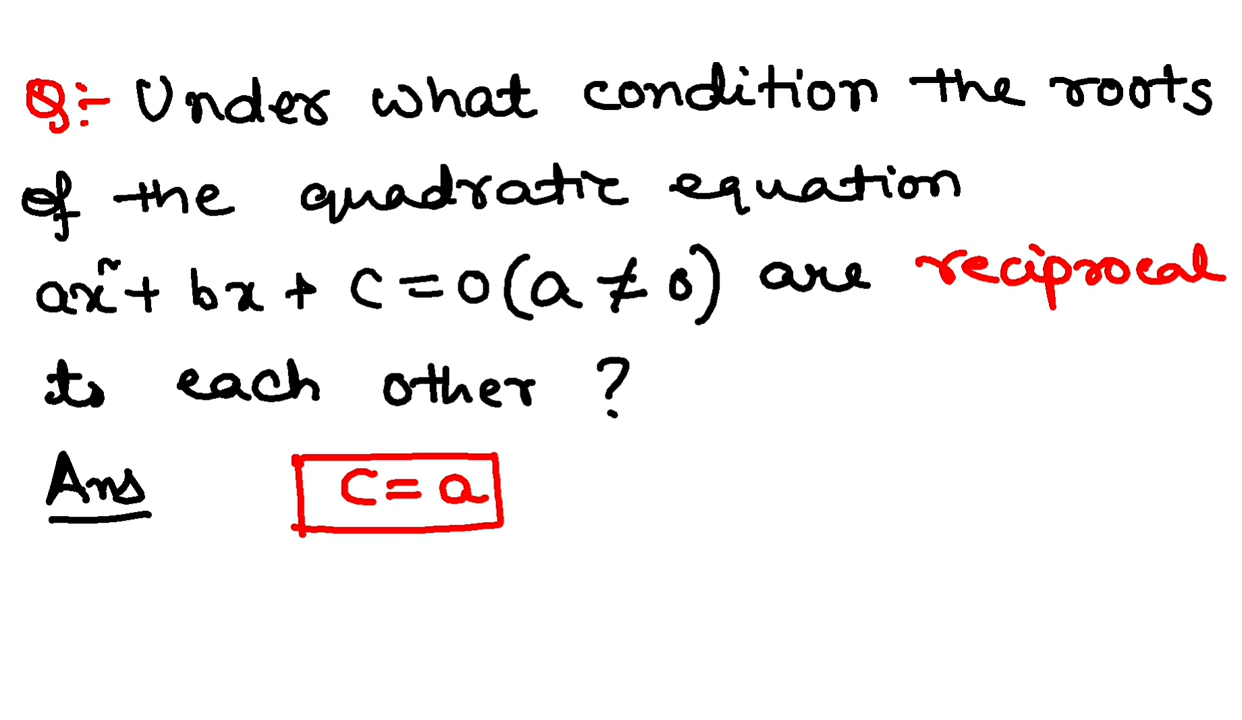 Q:- Under what condition the roots
of the quadratic equation
ax² + bx + c = 0 (a ≠ 0) are reciprocal
to each other ?
Ans c = a